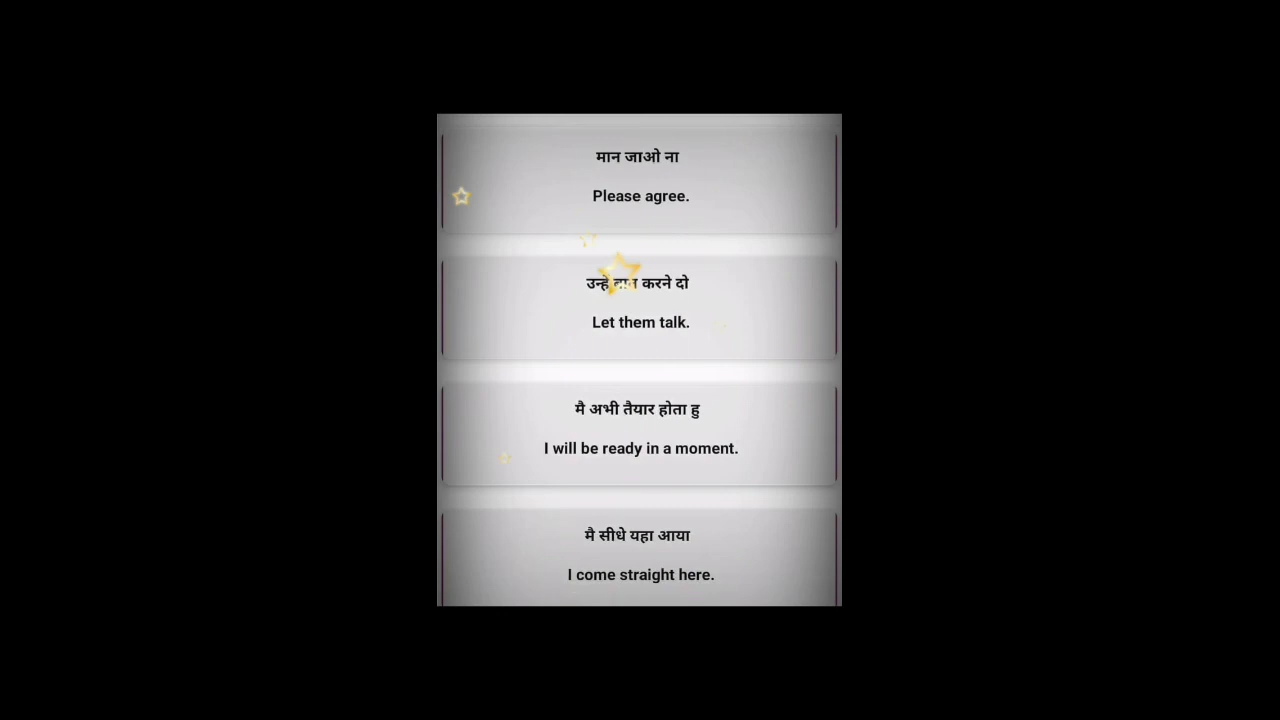 मान जाओ ना
Please agree.
उन्हे बात करने दो
Let them talk.
मै अभी तैयार होता हु
I will be ready in a moment.
मै सीधे यहा आया
I come straight here.